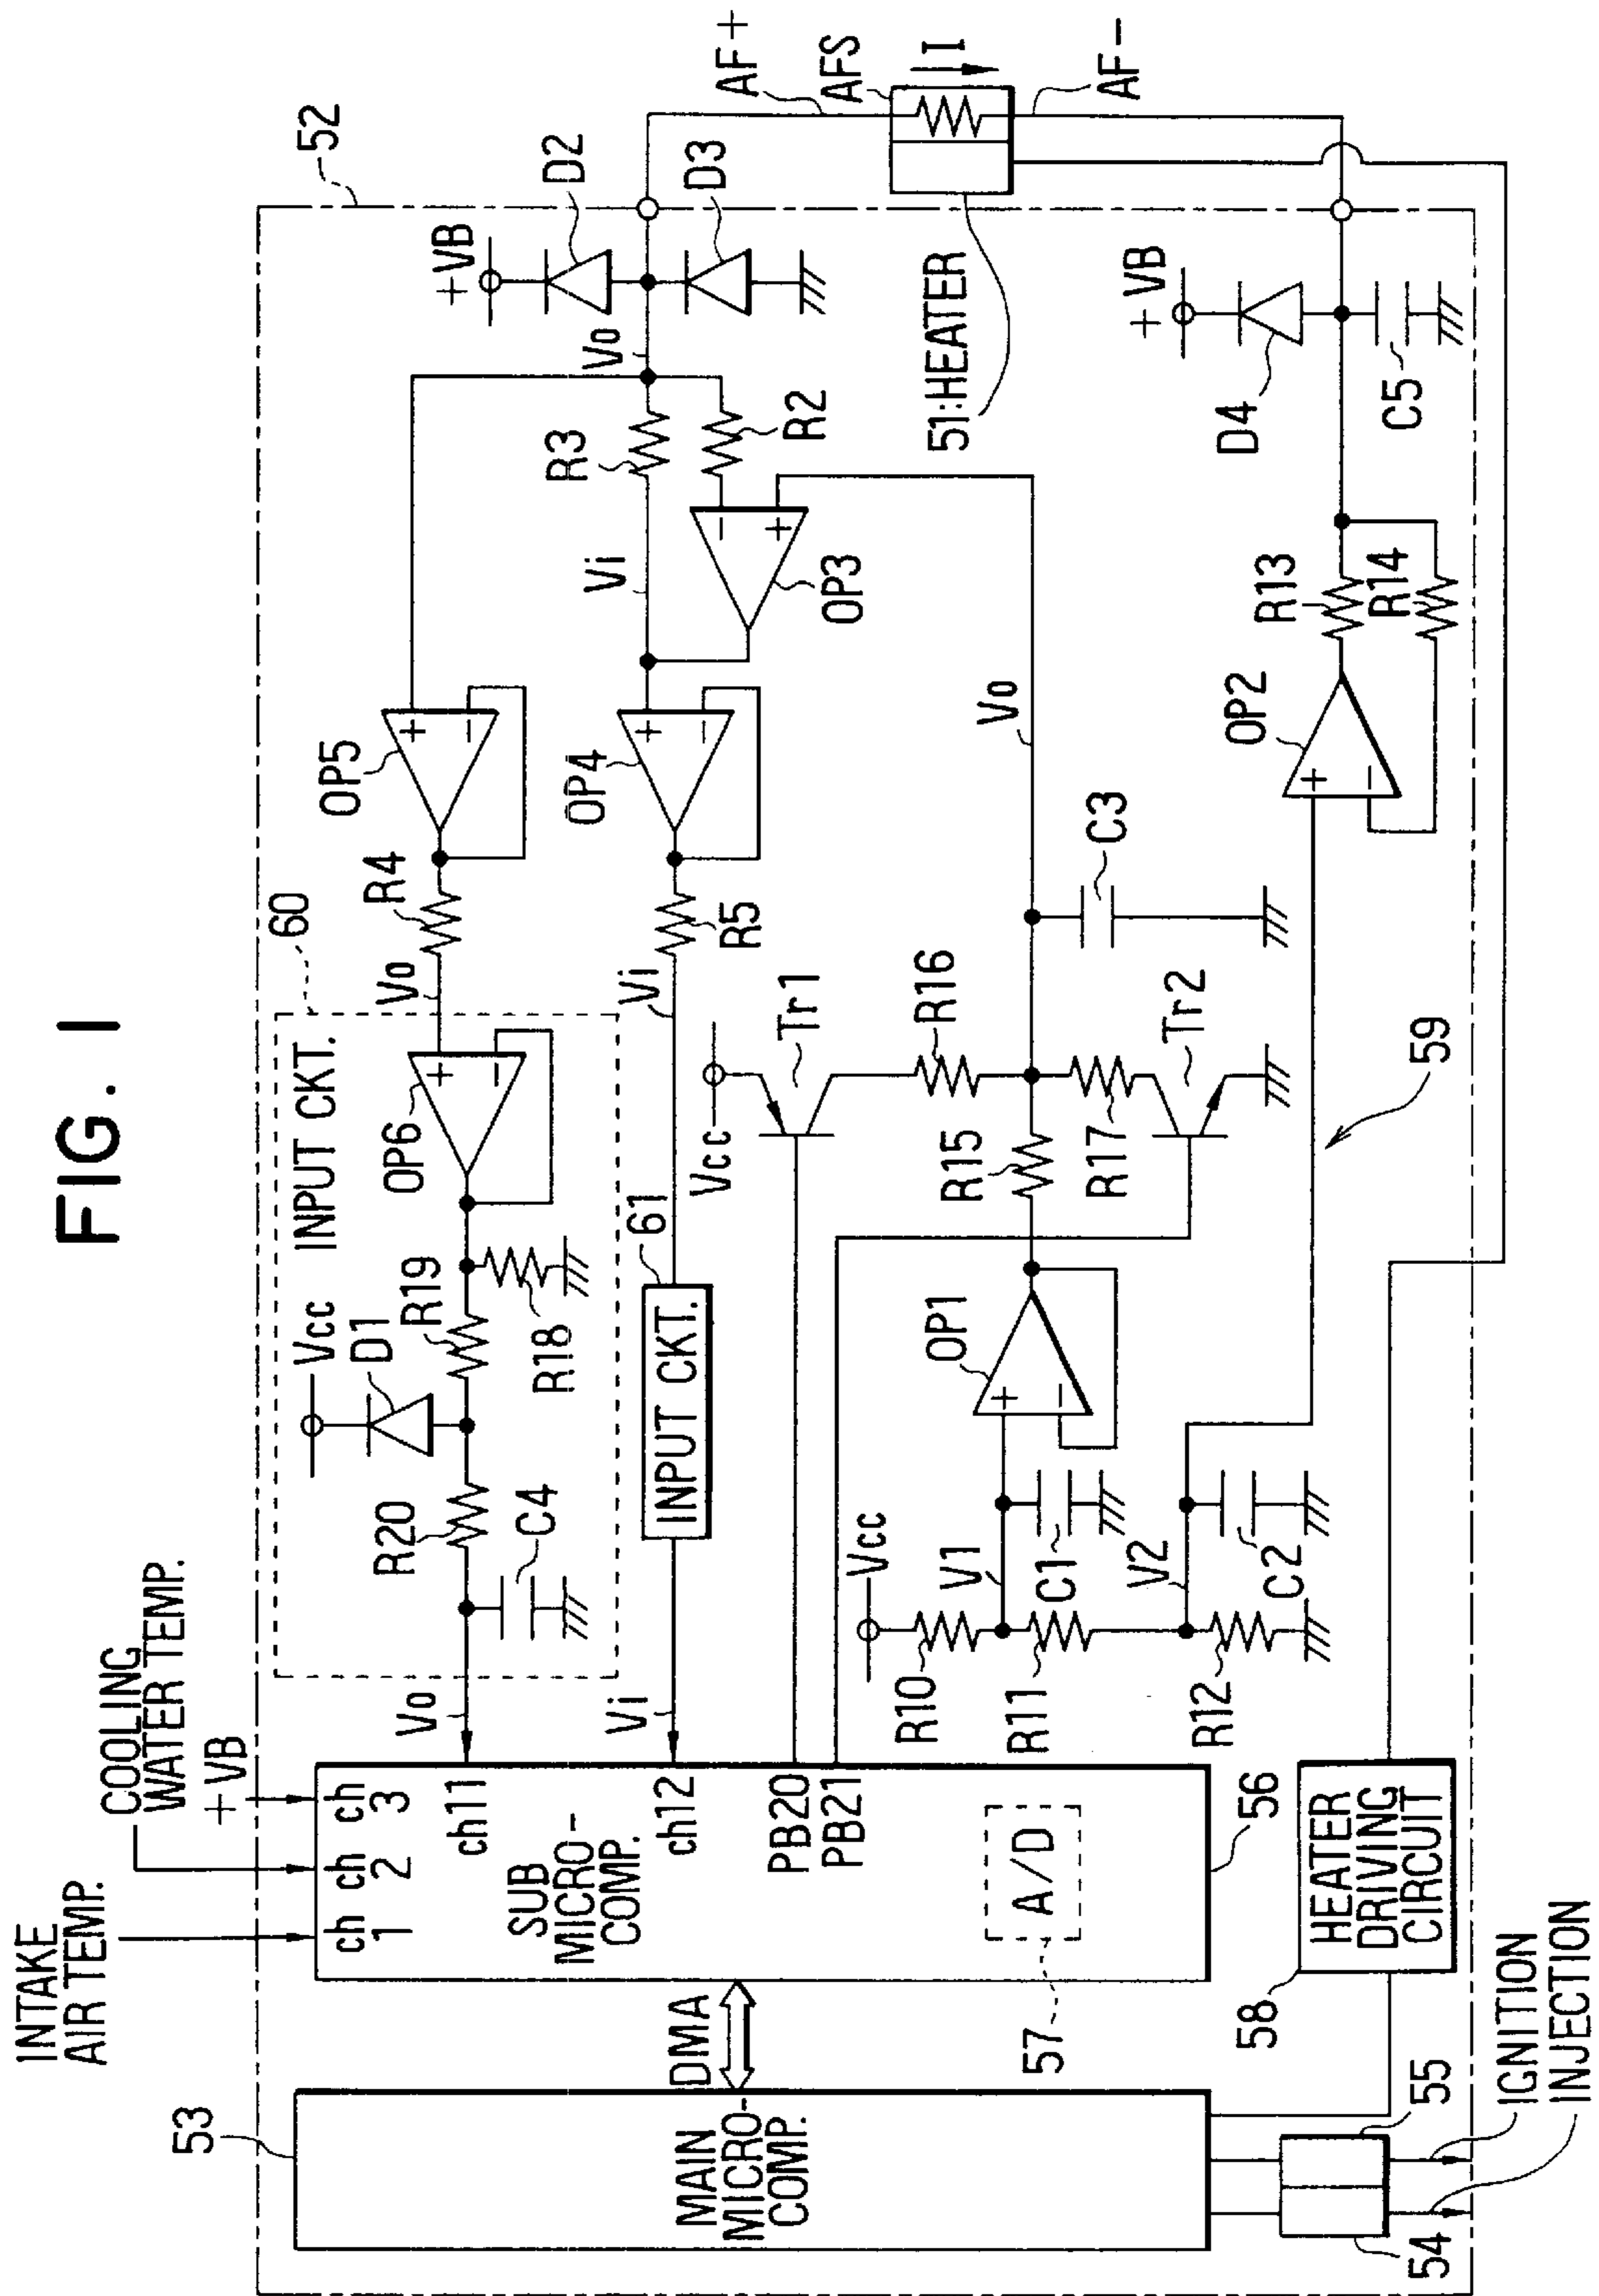 FIG. 1
INTAKE
AIR TEMP.
COOLING
WATER TEMP.
+VB
53
MAIN
MICRO-
COMP.
DMA
ch
1
ch
2
ch
3
ch11
ch12
SUB
MICRO-
COMP.
PB20
PB21
A/D
57
56
54
55
IGNITION
INJECTION
58
HEATER
DRIVING
CIRCUIT
Vo
Vi
60
INPUT CKT.
R20
C4
Vcc
D1
R19
R18
OP6
61
INPUT CKT.
Vo
R4
OP5
Vi
R5
OP4
Vcc
Tr1
R16
R15
R17
Tr2
Vcc
R10
V1
R11
C1
V2
R12
C2
OP1
59
C3
Vo
OP2
R13
R14
OP3
Vi
R3
R2
Vo
+VB
D2
D3
52
51:HEATER
AF+
AFS
I
AF-
+VB
D4
C5